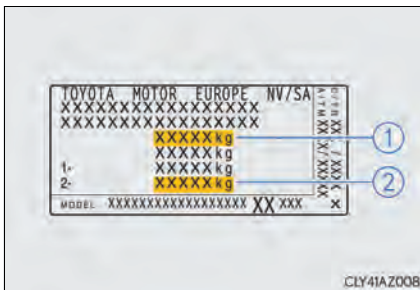 TOYOTA MOTOR EUROPE NV/SA
XXXXXXXXXXXXXXXXX
XXXXXXXXXXXXXXXXX
XXXXXkg
1
XXXXXkg
1- XXXXXkg
2- XXXXXkg
2
MODEL XXXXXXXXXXXXXXXXXX XX XXX
X
CLY41AZ008